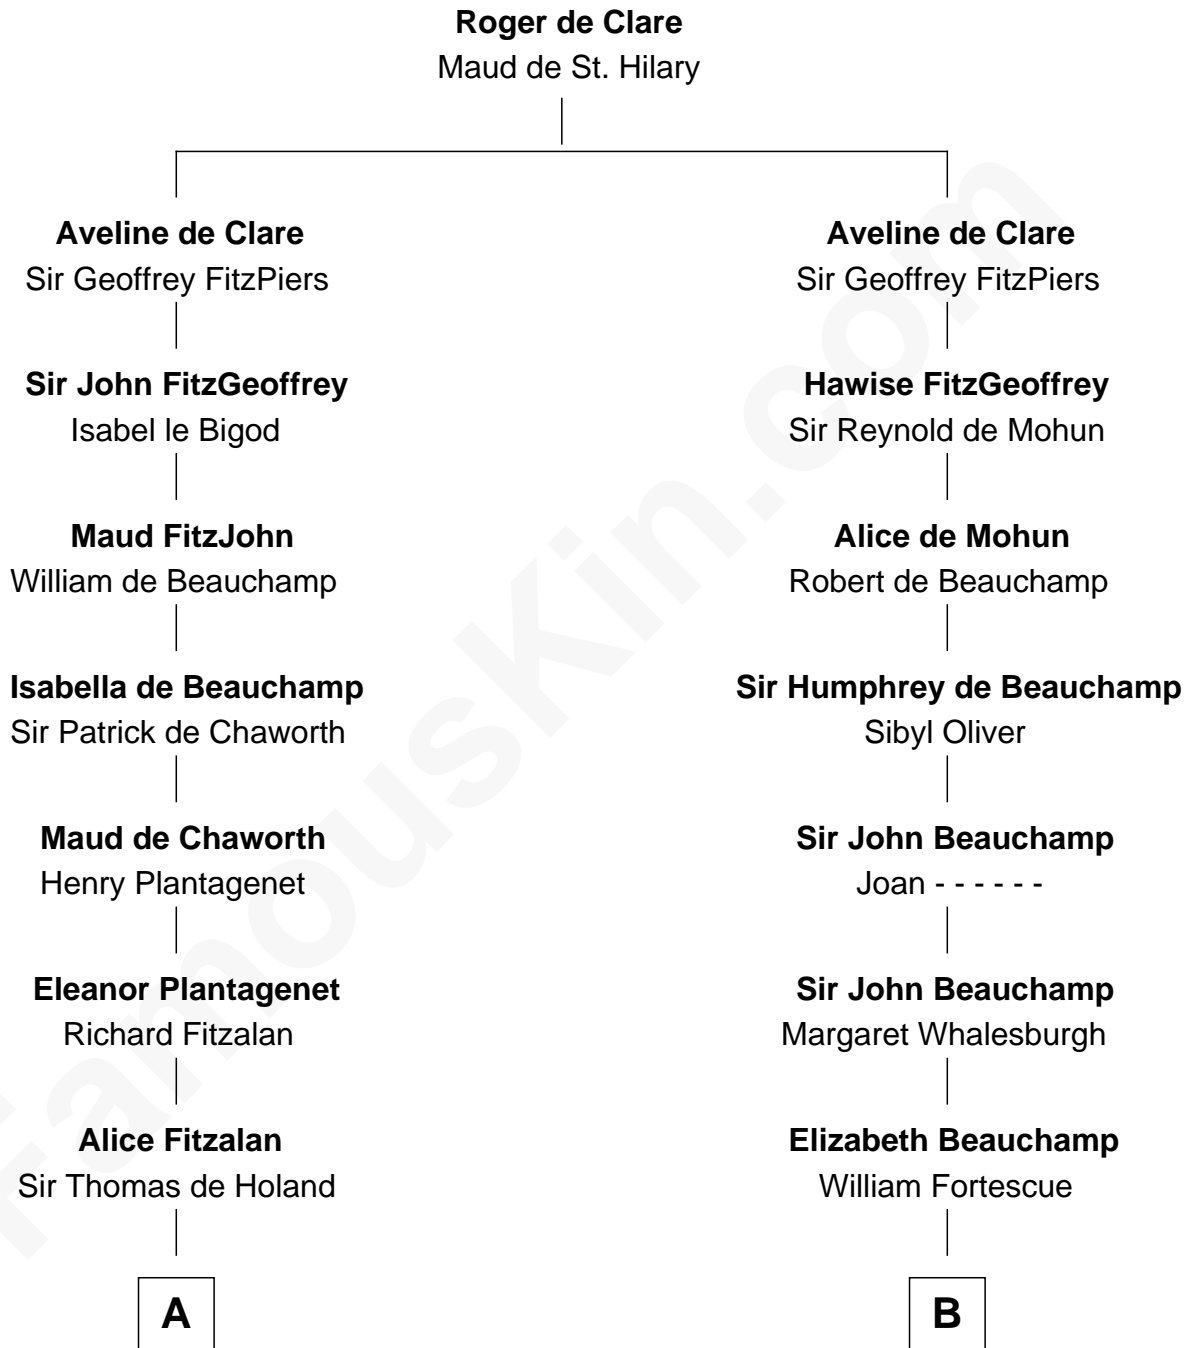 Roger de Clare
Maud de St. Hilary
Aveline de Clare
Sir Geoffrey FitzPiers
Sir John FitzGeoffrey
Isabel le Bigod
Maud FitzJohn
William de Beauchamp
Isabella de Beauchamp
Sir Patrick de Chaworth
Maud de Chaworth
Henry Plantagenet
Eleanor Plantagenet
Richard Fitzalan
Alice Fitzalan
Sir Thomas de Holand
A
Aveline de Clare
Sir Geoffrey FitzPiers
Hawise FitzGeoffrey
Sir Reynold de Mohun
Alice de Mohun
Robert de Beauchamp
Sir Humphrey de Beauchamp
Sibyl Oliver
Sir John Beauchamp
Joan - - - - - -
Sir John Beauchamp
Margaret Whalesburgh
Elizabeth Beauchamp
William Fortescue
B
FamousKin.com